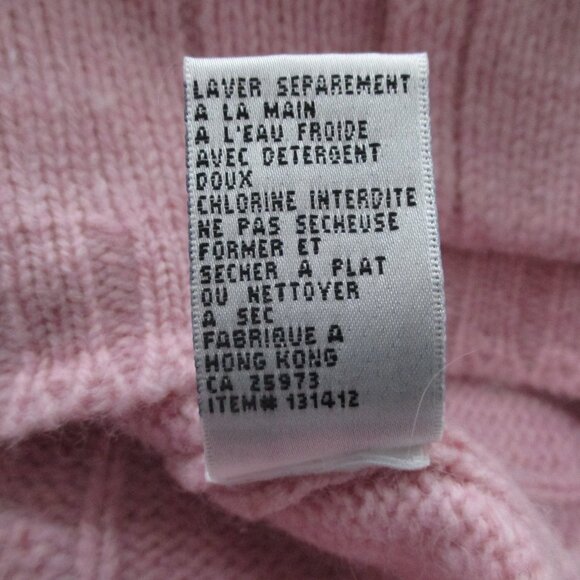 LAVER SEPAREMENT
A LA MAIN
A L'EAU FROIDE
AVEC DETERGENT
DOUX
CHLORINE INTERDITE
NE PAS SECHEUSE
FORMER ET
SECHER A PLAT
OU NETTOYER
A SEC
FABRIQUE A
HONG KONG
CA 25973
ITEM# 131412